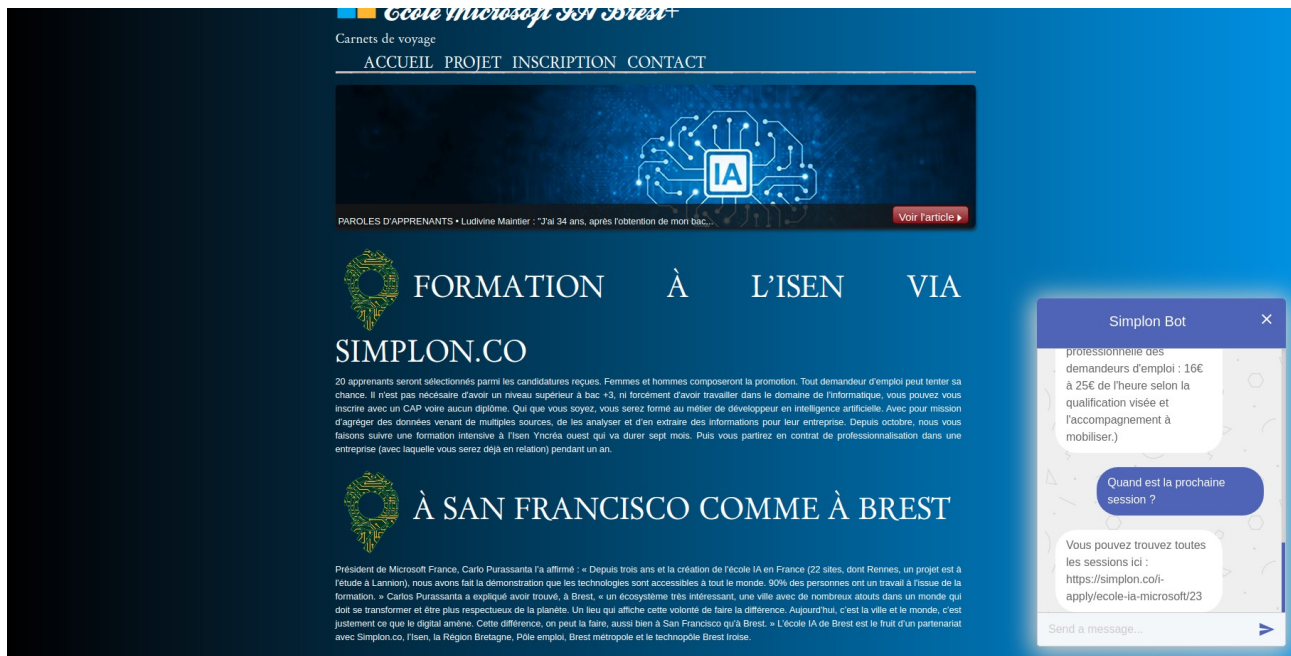 École Microsoft IA Brest+
Carnets de voyage
ACCUEIL PROJET INSCRIPTION CONTACT
IA
PAROLES D'APPRENANTS • Ludivine Maintier : "J'ai 34 ans, après l'obtention de mon bac...
Voir l'article
FORMATION À L'ISEN VIA
SIMPLON.CO
20 apprenants seront sélectionnés parmi les candidatures reçues. Femmes et hommes composeront la promotion. Tout demandeur d'emploi peut tenter sa
chance. Il n'est pas nécésaire d'avoir un niveau supérieur à bac +3, ni forcément d'avoir travailler dans le domaine de l'informatique, vous pouvez vous
inscrire avec un CAP voire aucun diplôme. Qui que vous soyez, vous serez formé au métier de développeur en intelligence artificielle. Avec pour mission
d'agréger des données venant de multiples sources, de les analyser et d'en extraire des informations pour leur entreprise. Depuis octobre, nous vous
faisons suivre une formation intensive à l'Isen Yncréa ouest qui va durer sept mois. Puis vous partirez en contrat de professionnalisation dans une
entreprise (avec laquelle vous serez déjà en relation) pendant un an.
À SAN FRANCISCO COMME À BREST
Président de Microsoft France, Carlo Purassanta l'a affirmé : « Depuis trois ans et la création de l'école IA en France (22 sites, dont Rennes, un projet est à
l'étude à Lannion), nous avons fait la démonstration que les technologies sont accessibles à tout le monde. 90% des personnes ont un travail à l'issue de la
formation. » Carlos Purassanta a expliqué avoir trouvé, à Brest, « un écosystème très intéressant, une ville avec de nombreux atouts dans un monde qui
doit se transformer et être plus respectueux de la planète. Un lieu qui affiche cette volonté de faire la différence. Aujourd'hui, c'est la ville et le monde, c'est
justement ce que le digital amène. Cette différence, on peut la faire, aussi bien à San Francisco qu'à Brest. » L'école IA de Brest est le fruit d'un partenariat
avec Simplon.co, l'Isen, la Région Bretagne, Pôle emploi, Brest métropole et le technopôle Brest Iroise.
Simplon Bot
professionnelle des
demandeurs d'emploi : 16€
à 25€ de l'heure selon la
qualification visée et
l'accompagnement à
mobiliser.)
Quand est la prochaine
session ?
Vous pouvez trouvez toutes
les sessions ici :
https://simplon.co/i-
apply/ecole-ia-microsoft/23
Send a message...